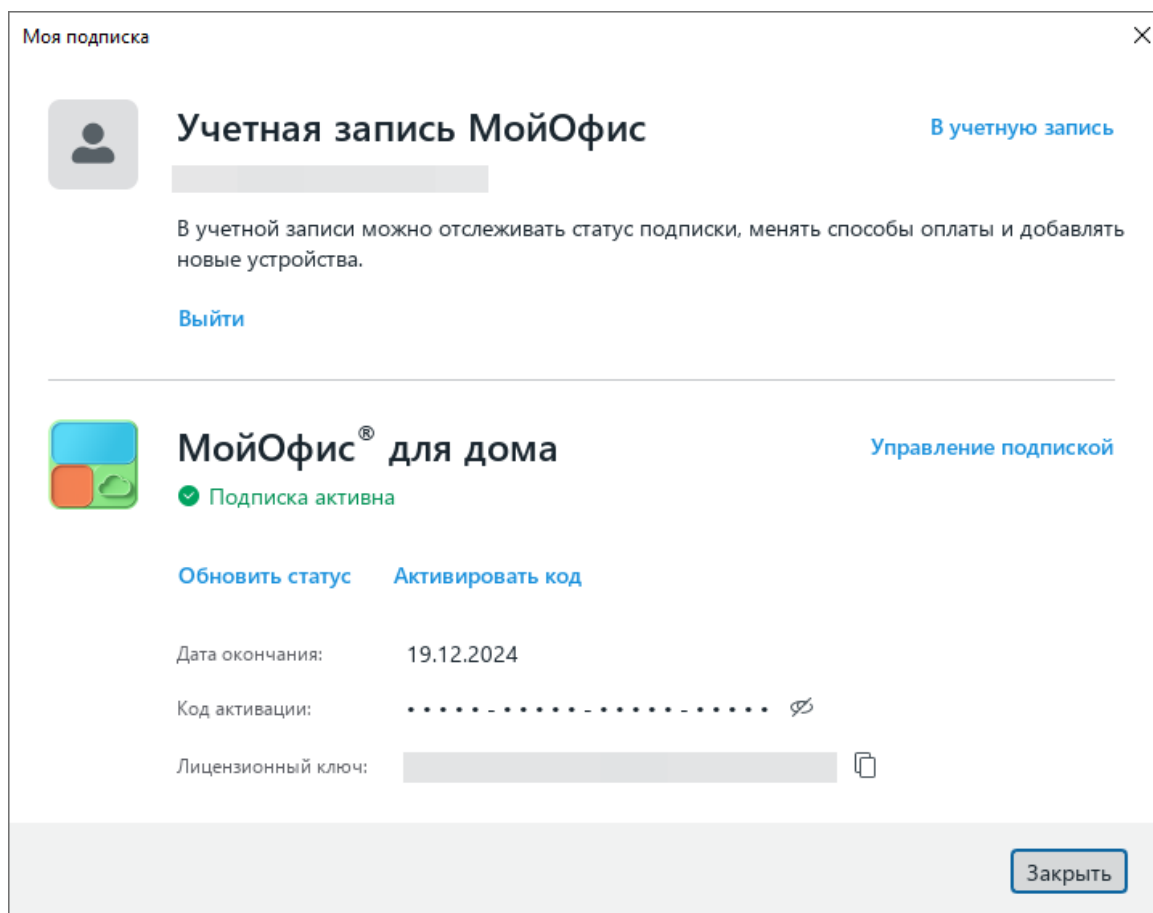 Моя подписка
Учетная запись МойОфис
В учетную запись
В учетной записи можно отслеживать статус подписки, менять способы оплаты и добавлять
новые устройства.
Выйти
МойОфис® для дома
Управление подпиской
Подписка активна
Обновить статус Активировать код
Дата окончания: 19.12.2024
Код активации: •••••-•••••-•••••-•••••
Лицензионный ключ:
Закрыть